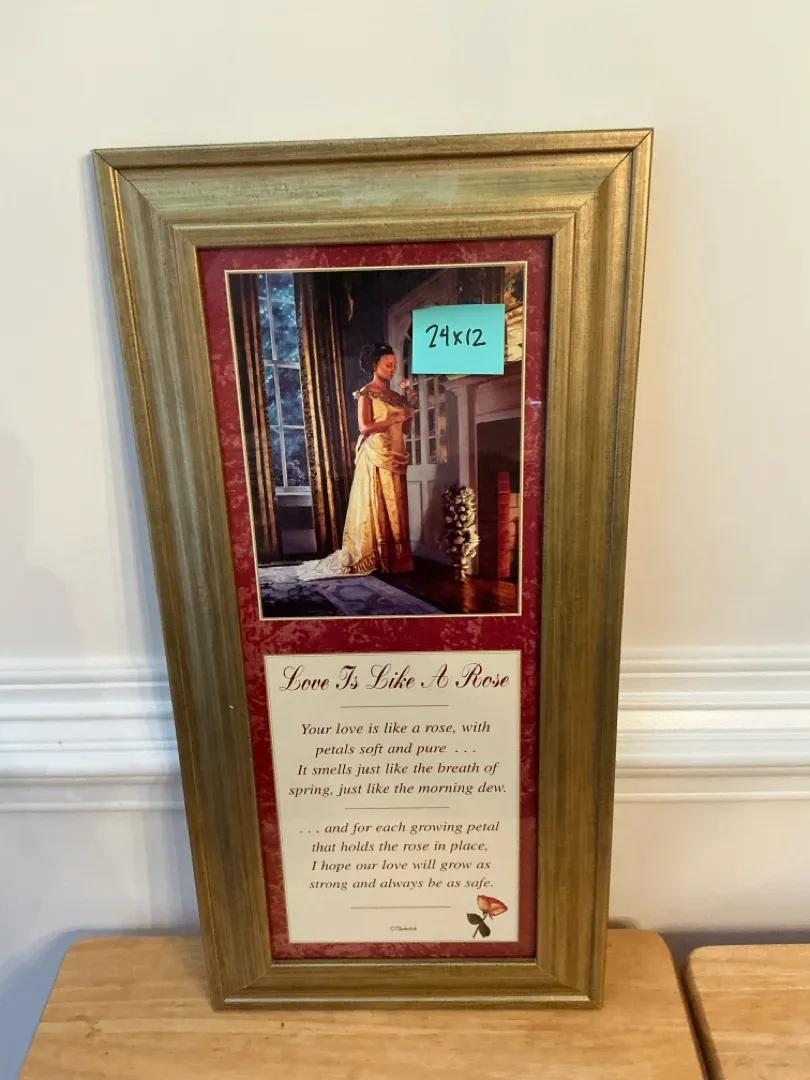 24x12
Love Is Like A Rose
Your love is like a rose, with
petals soft and pure . . .
It smells just like the breath of
spring, just like the morning dew.
. . . and for each growing petal
that holds the rose in place,
I hope our love will grow as
strong and always be as safe.